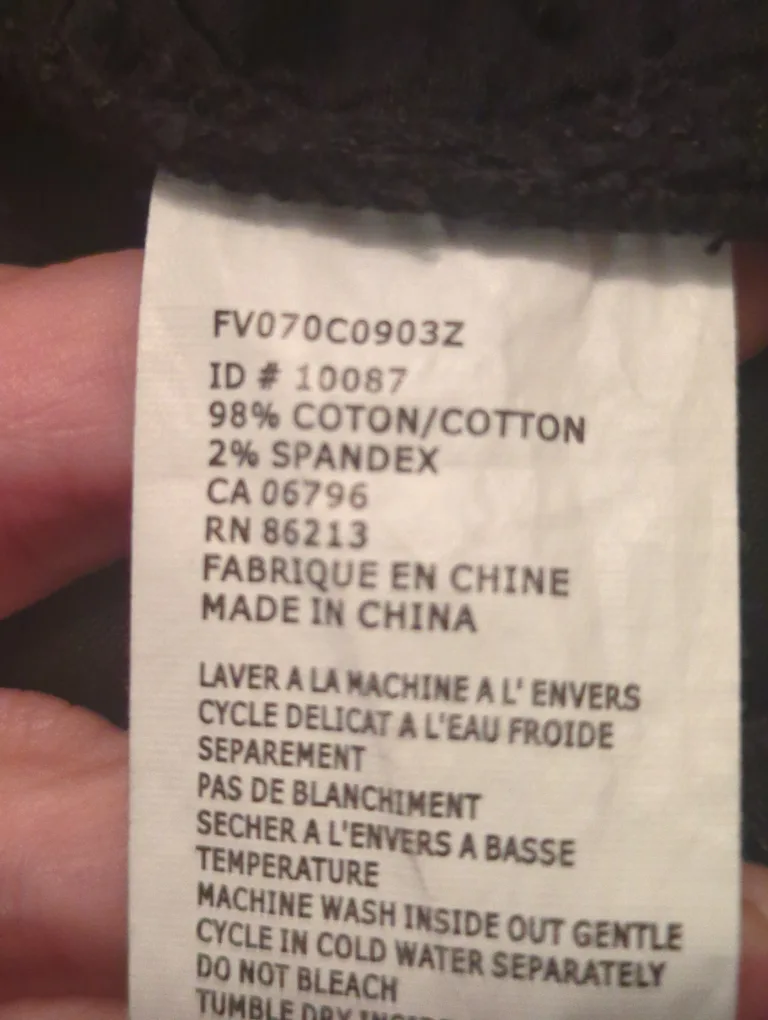 FV070C0903Z
ID # 10087
98% COTON/COTTON
2% SPANDEX
CA 06796
RN 86213
FABRIQUE EN CHINE
MADE IN CHINA
LAVER A LA MACHINE A L' ENVERS
CYCLE DELICAT A L'EAU FROIDE
SEPAREMENT
PAS DE BLANCHIMENT
SECHER A L'ENVERS A BASSE
TEMPERATURE
MACHINE WASH INSIDE OUT GENTLE
CYCLE IN COLD WATER SEPARATELY
DO NOT BLEACH
TUMBLE DRY